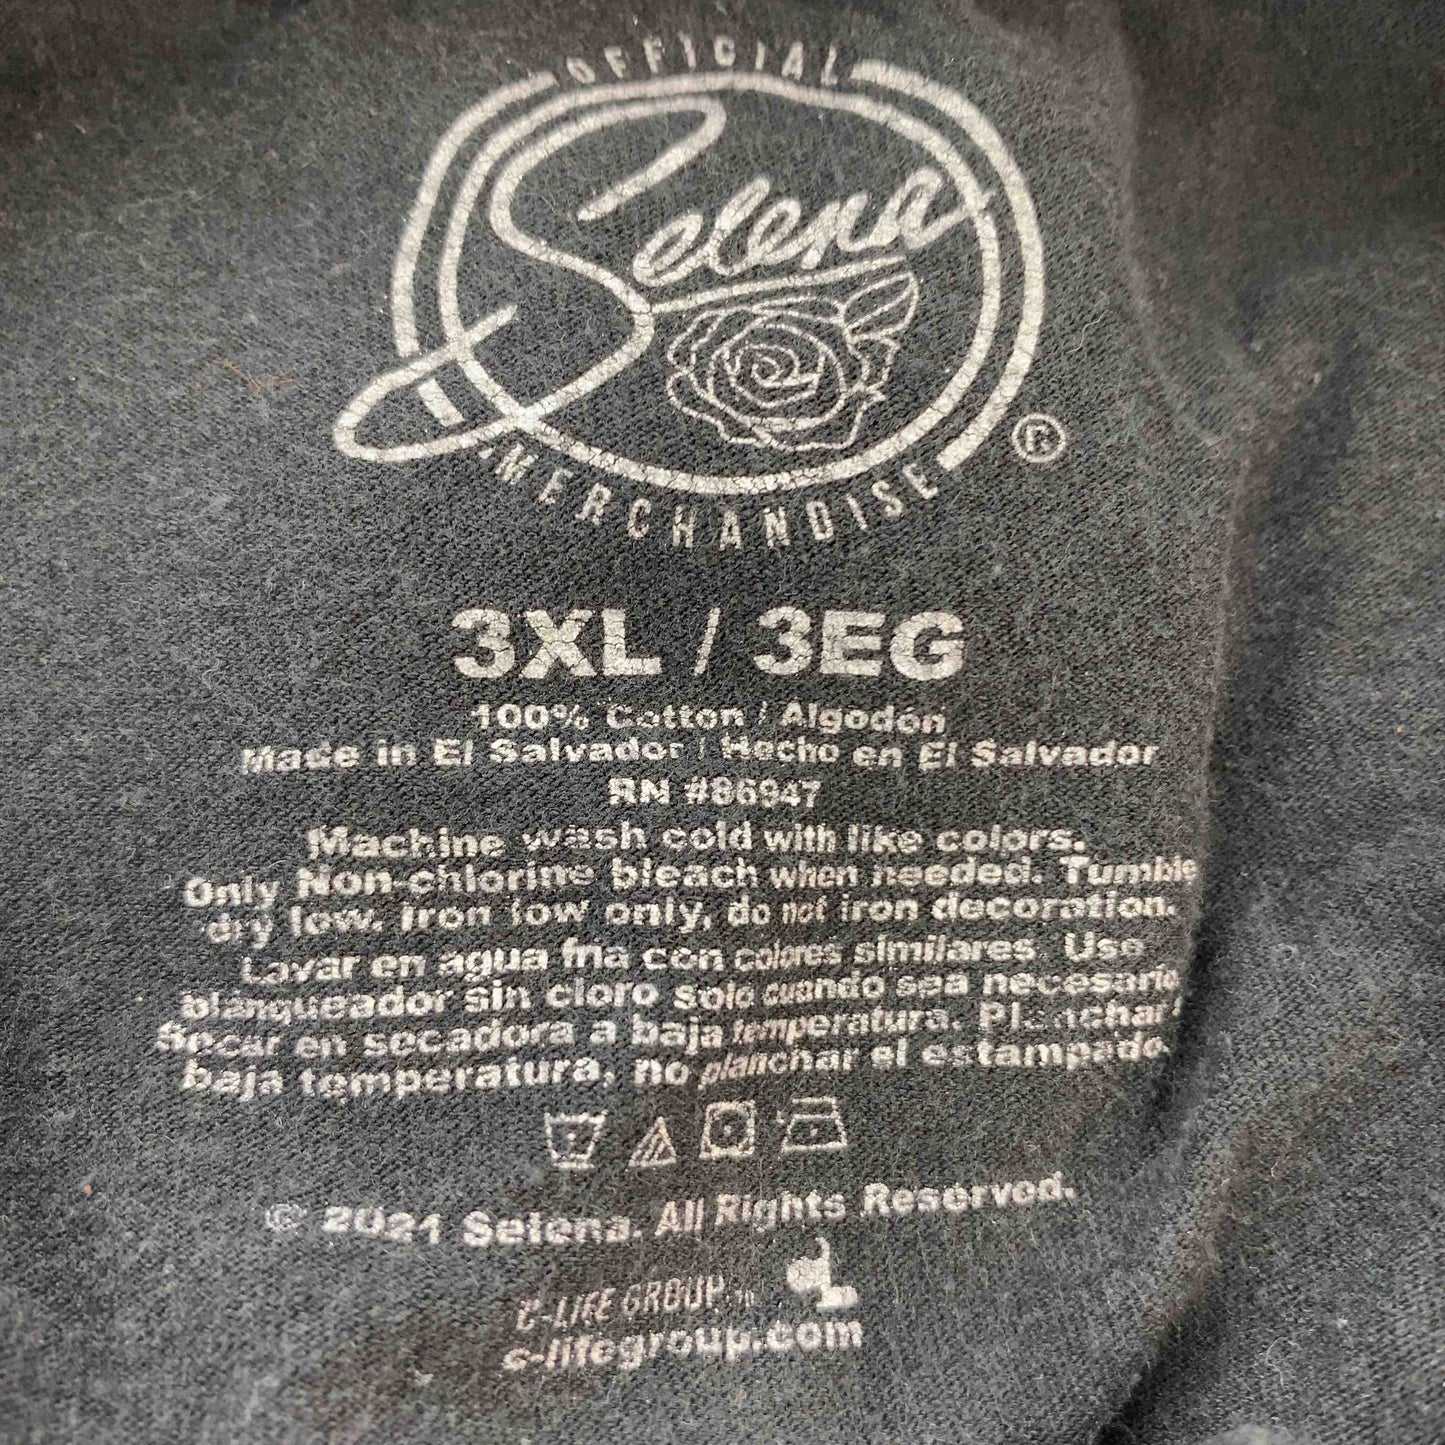 OFFICIAL
Selena
MERCHANDISE
®
3XL / 3EG
100% Cotton / Algodón
Made in El Salvador / Hecho en El Salvador
RN #86947
Machine wash cold with like colors.
Only Non-chlorine bleach when needed. Tumble
dry low. Iron low only, do not iron decoration.
Lavar en agua fria con colores similares. Use
blanqueador sin cloro solo cuando sea necesario
Secar en secadora a baja temperatura. Planchar
baja temperatura, no planchar el estampado.
© 2021 Selena. All Rights Reserved.
C-LIFE GROUP
c-lifegroup.com